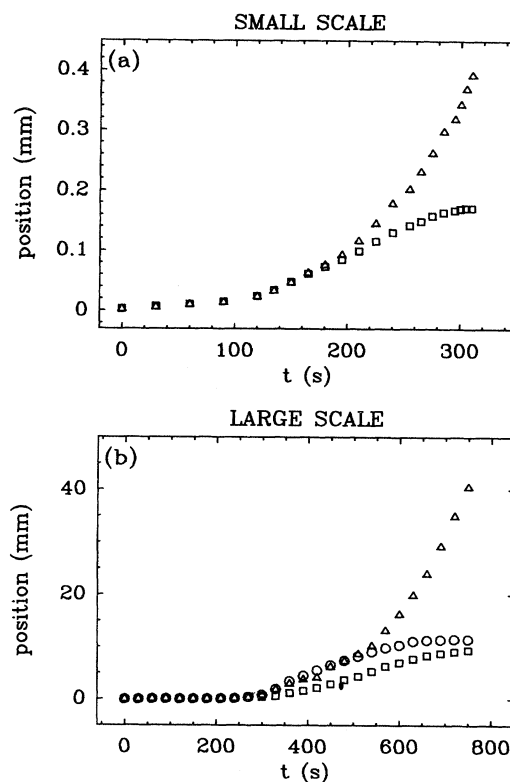 SMALL SCALE
(a)
position (mm)
0.4
0.3
0.2
0.1
0
0 100 200 300
t (s)
LARGE SCALE
(b)
position (mm)
40
20
0
0 200 400 600 800
t (s)